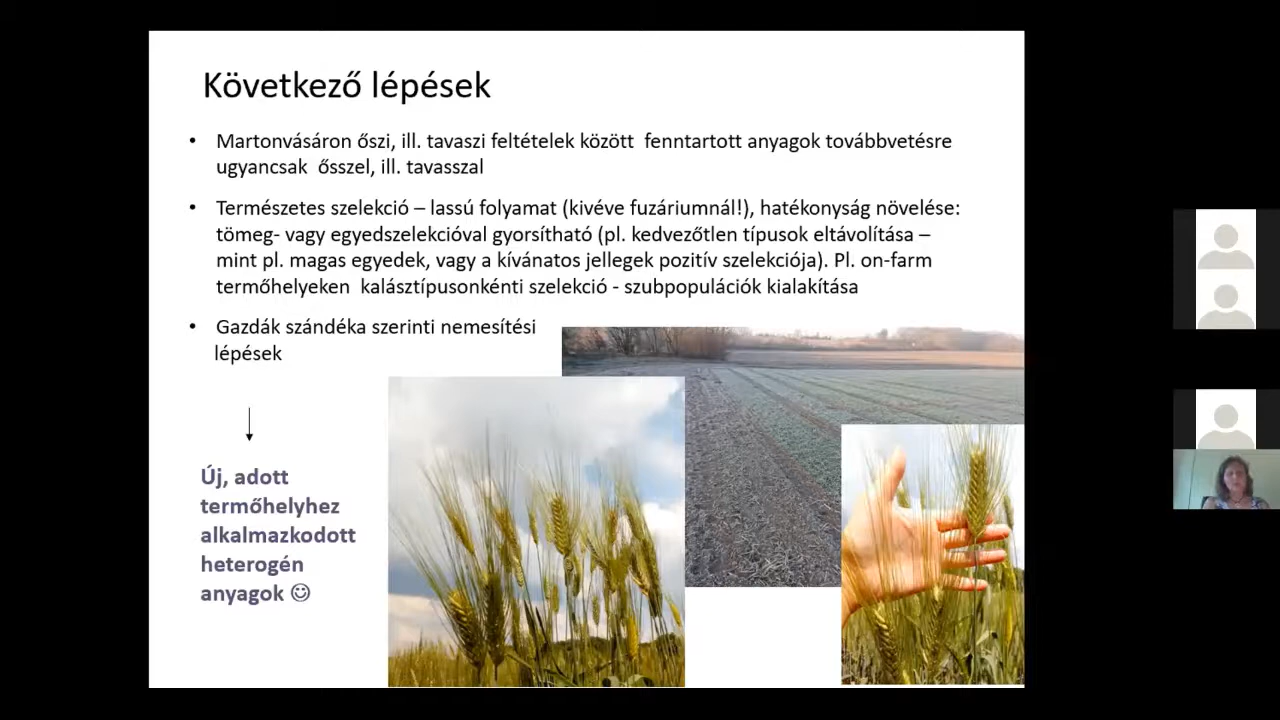 Következő lépések
• Martonvásáron őszi, ill. tavaszi feltételek között fenntartott anyagok továbbvetésre
ugyancsak ősszel, ill. tavasszal
• Természetes szelekció – lassú folyamat (kivéve fuzáriumnál!), hatékonyság növelése:
tömeg- vagy egyedszelekcióval gyorsítható (pl. kedvezőtlen típusok eltávolítása –
mint pl. magas egyedek, vagy a kívánatos jellegek pozitív szelekciója). Pl. on-farm
termőhelyeken kalásztípusonkénti szelekció - szubpopulációk kialakítása
• Gazdák szándéka szerinti nemesítési
lépések
Új, adott
termőhelyhez
alkalmazkodott
heterogén
anyagok ☺